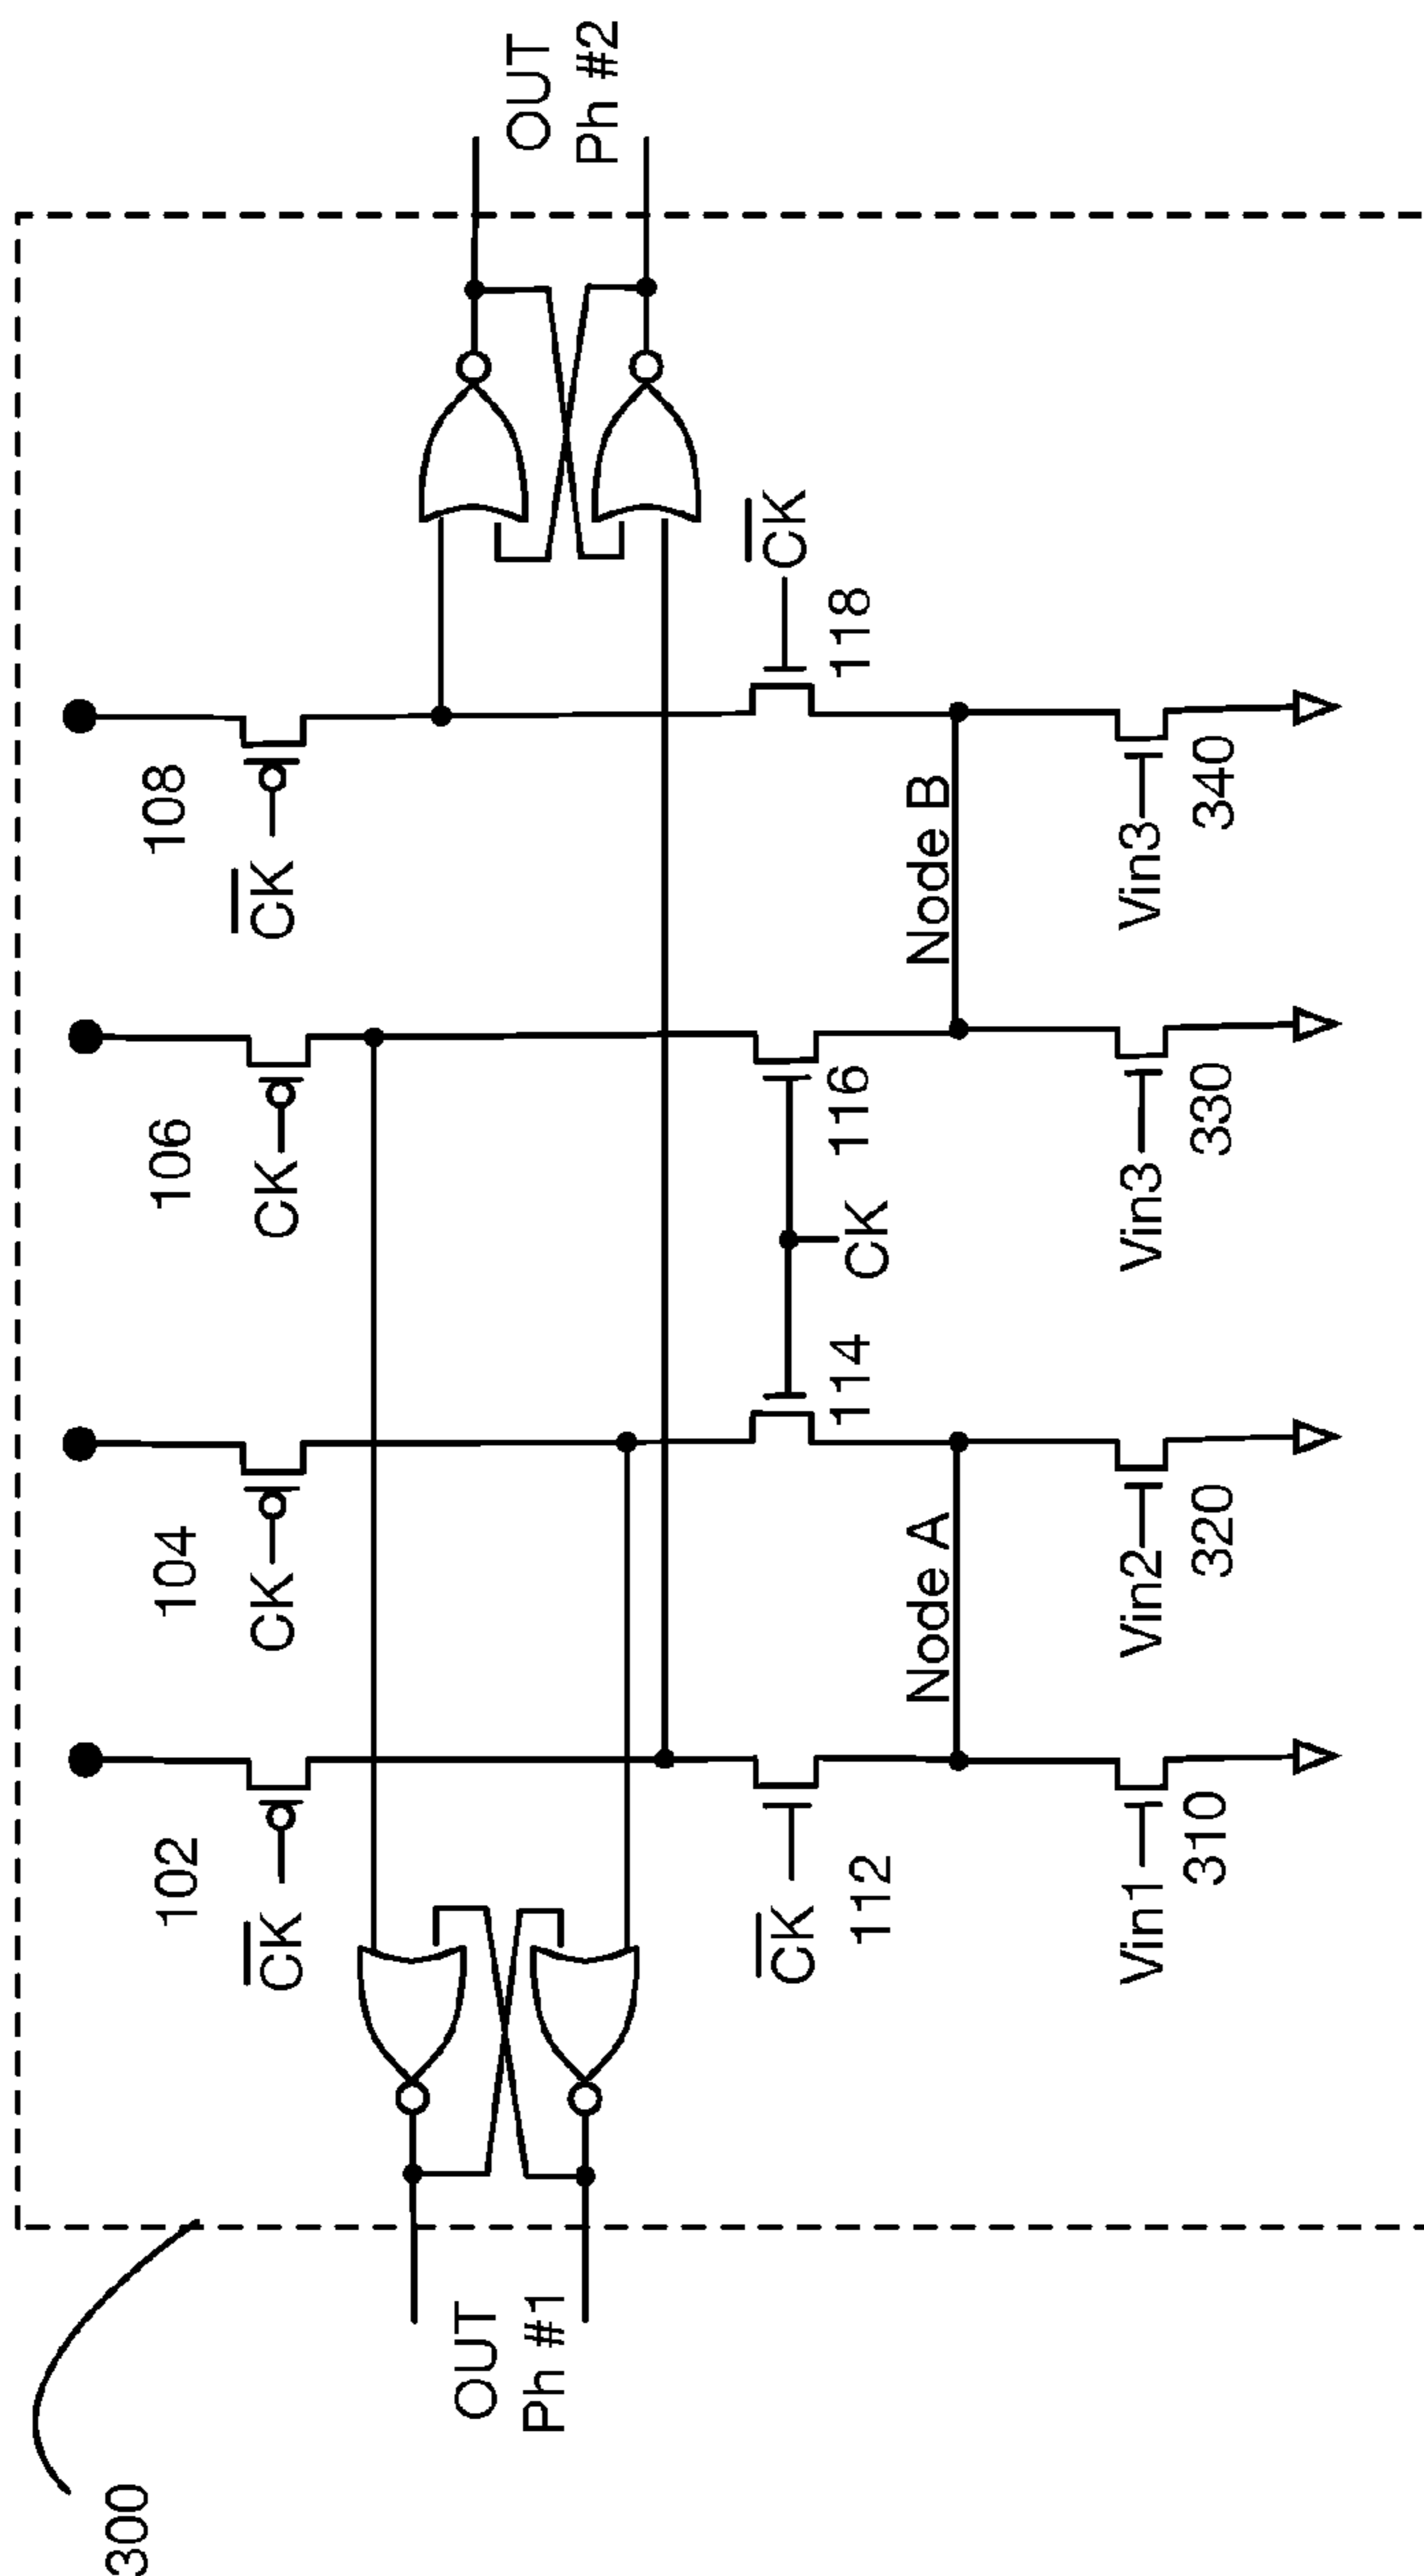 300
OUT
Ph #1
OUT
Ph #2
102
CK
104
CK
106
CK
108
CK
CK
112
114
CK
116
118
CK
Node A
Node B
Vin1
310
Vin2
320
Vin3
330
Vin3
340